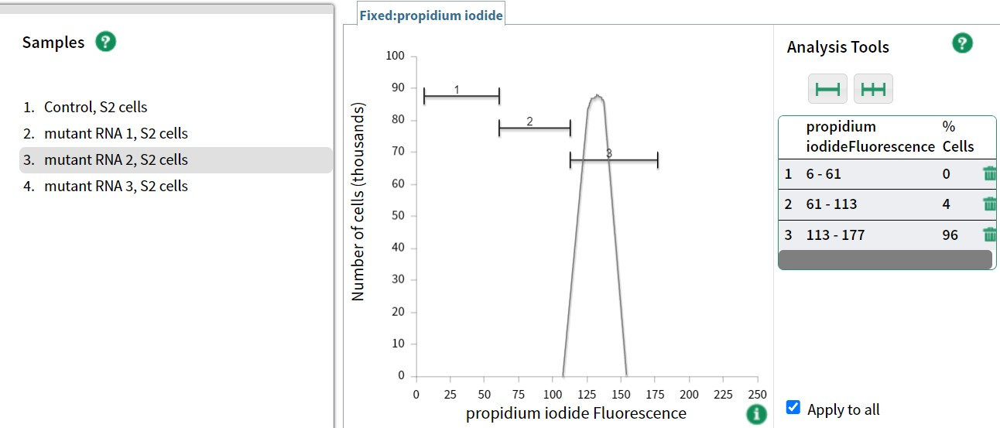 Samples ?
1. Control, S2 cells
2. mutant RNA 1, S2 cells
3. mutant RNA 2, S2 cells
4. mutant RNA 3, S2 cells
Fixed:propidium iodide
Number of cells (thousands)
100
90
80
70
60
50
40
30
20
10
0
1
2
3
0 25 50 75 100 125 150 175 200 225 250
propidium iodide Fluorescence
i
Analysis Tools ?
propidium %
iodideFluorescence Cells
1 6 - 61 0
2 61 - 113 4
3 113 - 177 96
Apply to all